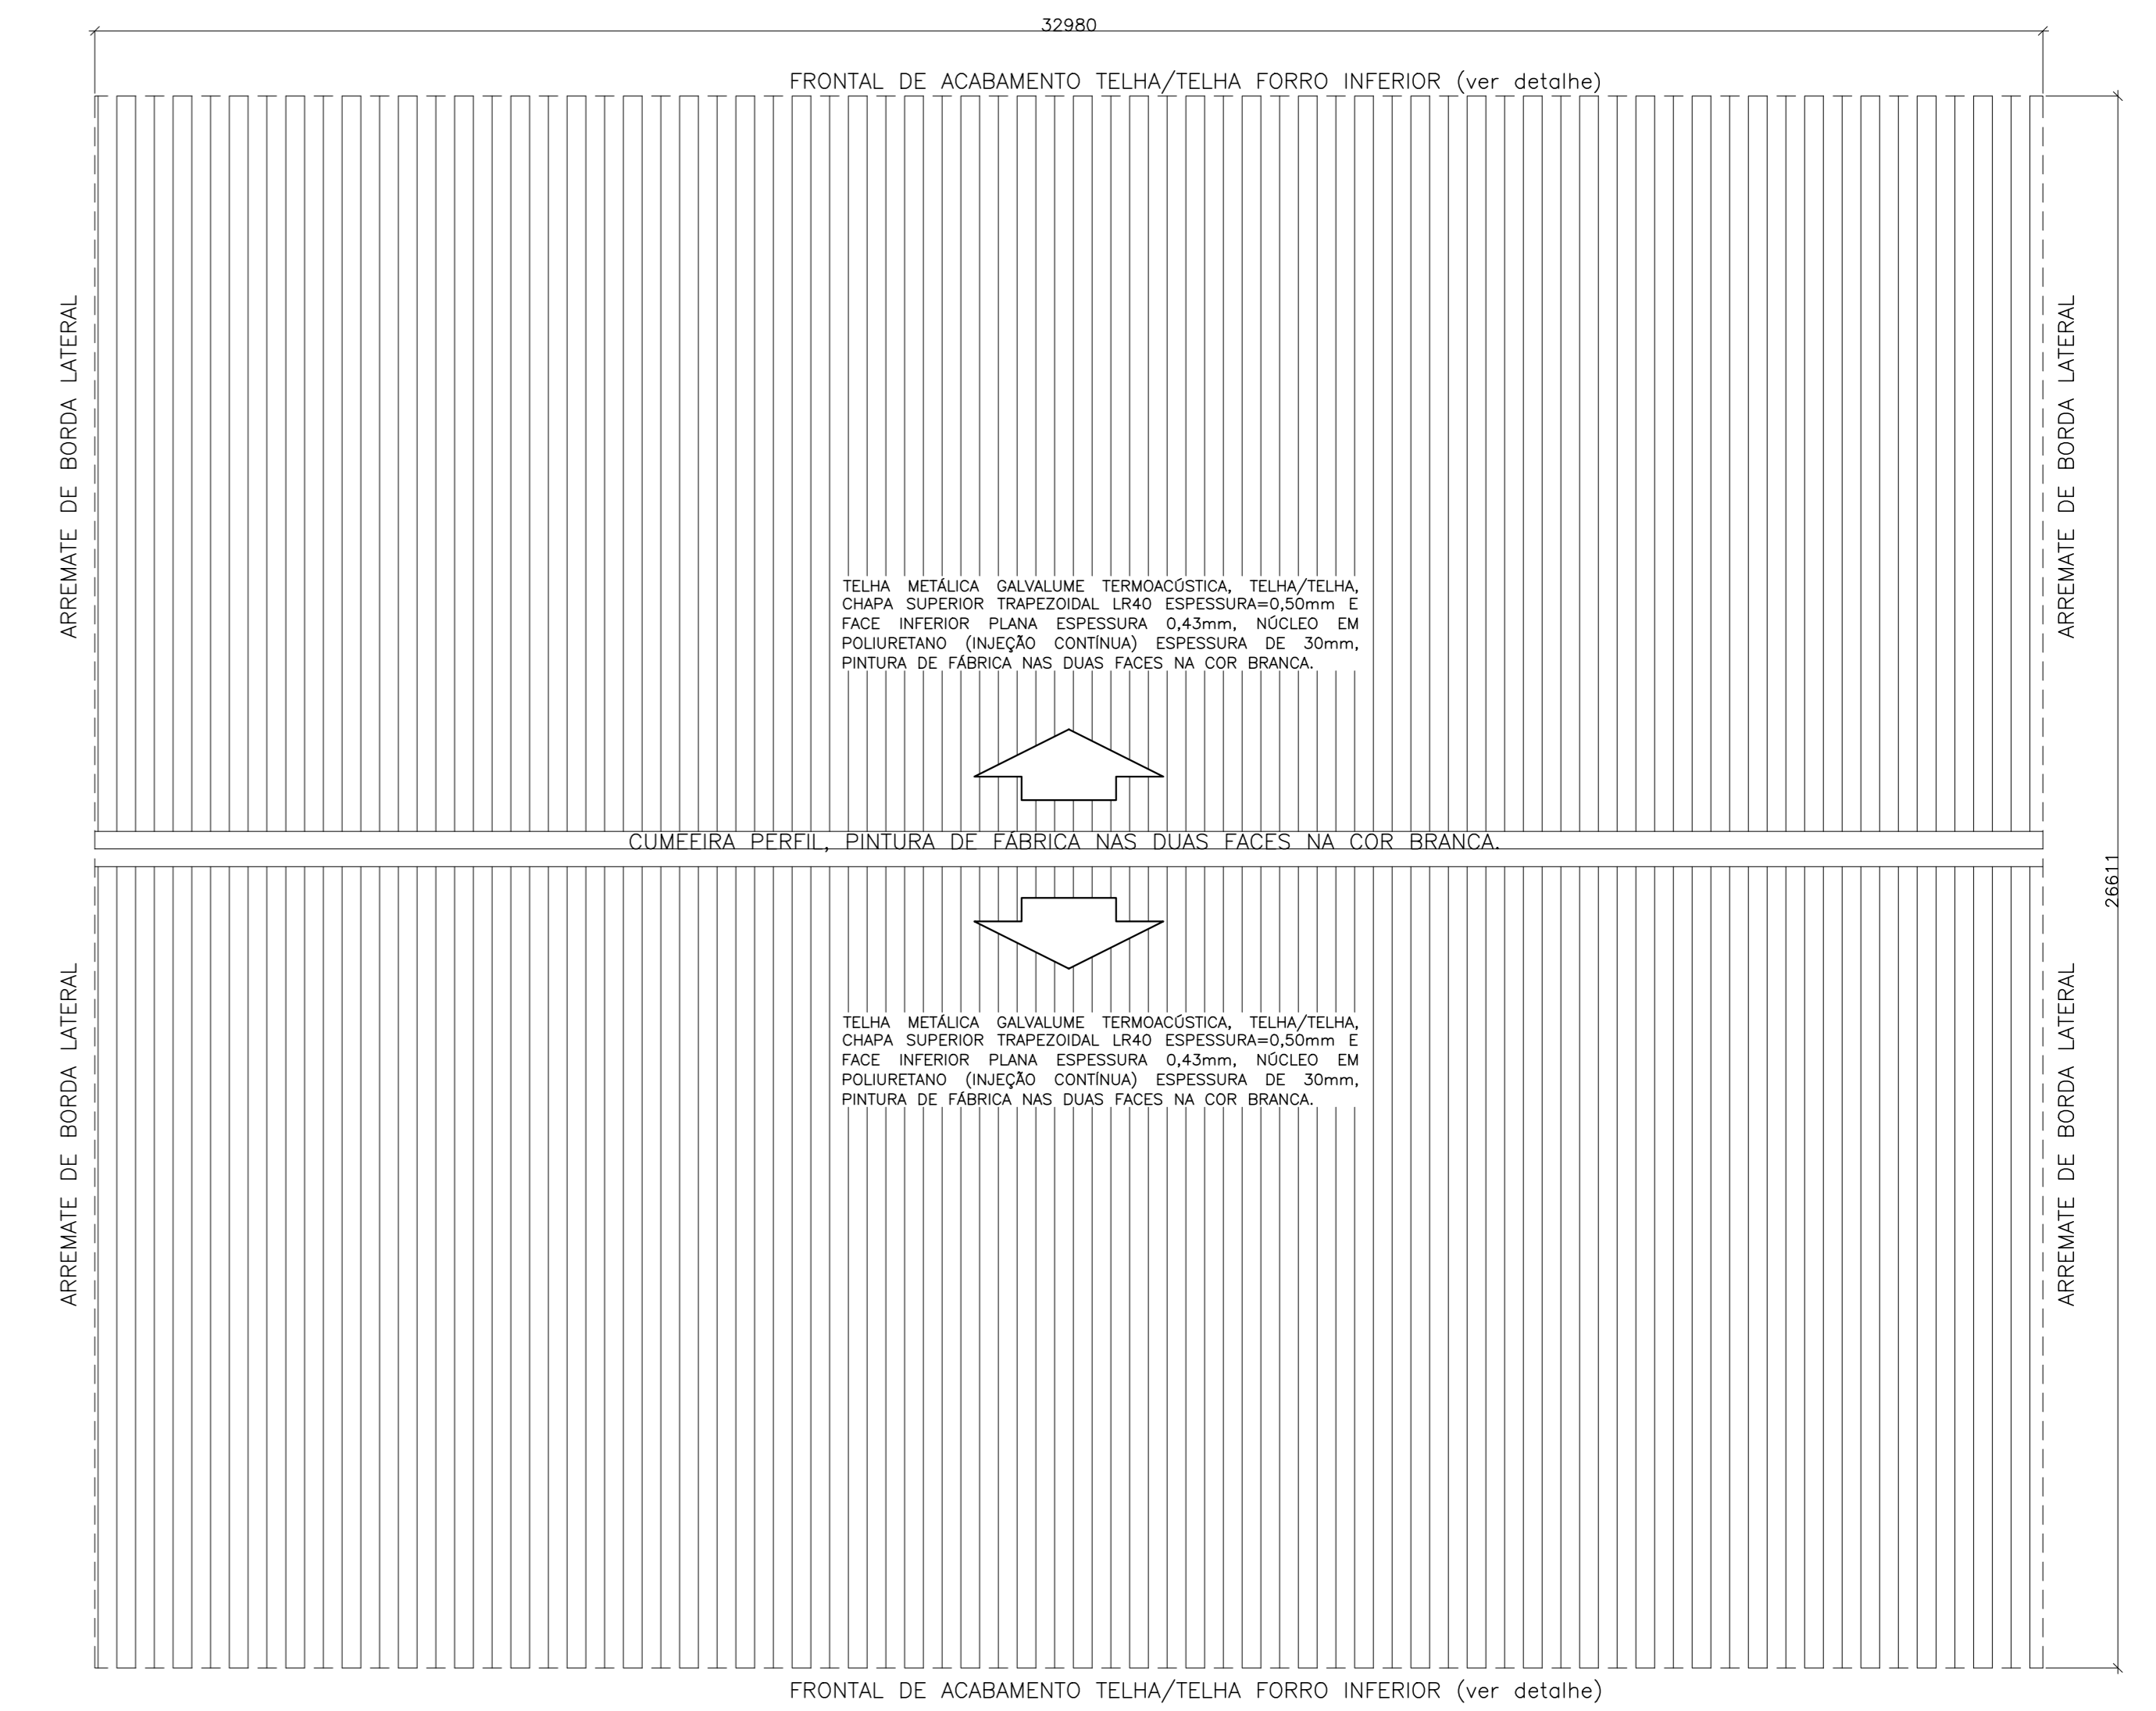 32980
FRONTAL DE ACABAMENTO TELHA/TELHA FORRO INFERIOR (ver detalhe)
ARREMATE DE BORDA LATERAL
ARREMATE DE BORDA LATERAL
TELHA METÁLICA GALVALUME TERMOACÚSTICA, TELHA/TELHA,
CHAPA SUPERIOR TRAPEZOIDAL LR40 ESPESSURA=0,50mm E
FACE INFERIOR PLANA ESPESSURA 0,43mm, NÚCLEO EM
POLIURETANO (INJEÇÃO CONTÍNUA) ESPESSURA DE 30mm,
PINTURA DE FÁBRICA NAS DUAS FACES NA COR BRANCA.
CUMEEIRA PERFIL, PINTURA DE FÁBRICA NAS DUAS FACES NA COR BRANCA.
26611
ARREMATE DE BORDA LATERAL
ARREMATE DE BORDA LATERAL
TELHA METÁLICA GALVALUME TERMOACÚSTICA, TELHA/TELHA,
CHAPA SUPERIOR TRAPEZOIDAL LR40 ESPESSURA=0,50mm E
FACE INFERIOR PLANA ESPESSURA 0,43mm, NÚCLEO EM
POLIURETANO (INJEÇÃO CONTÍNUA) ESPESSURA DE 30mm,
PINTURA DE FÁBRICA NAS DUAS FACES NA COR BRANCA.
FRONTAL DE ACABAMENTO TELHA/TELHA FORRO INFERIOR (ver detalhe)